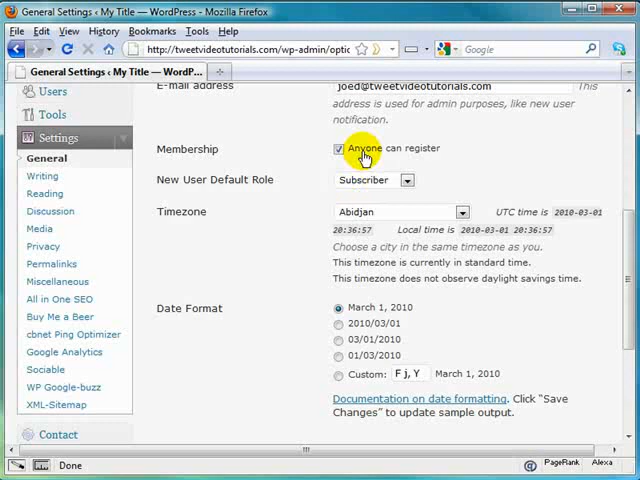 General Settings ‹ My Title — WordPress - Mozilla Firefox
File Edit View History Bookmarks Tools Help
http://tweetvideotutorials.com/wp-admin/optic
Google
General Settings ‹ My Title — WordP...
Users
Tools
Settings
General
Writing
Reading
Discussion
Media
Privacy
Permalinks
Miscellaneous
All in One SEO
Buy Me a Beer
cbnet Ping Optimizer
Google Analytics
Sociable
WP Google-buzz
XML-Sitemap
Contact
E-mail address
joed@tweetvideotutorials.com This
address is used for admin purposes, like new user
notification.
Membership
Anyone can register
New User Default Role
Subscriber
Timezone
Abidjan
UTC time is 2010-03-01
20:36:57 Local time is 2010-03-01 20:36:57
Choose a city in the same timezone as you.
This timezone is currently in standard time.
This timezone does not observe daylight savings time.
Date Format
March 1, 2010
2010/03/01
03/01/2010
01/03/2010
Custom: F j, Y March 1, 2010
Documentation on date formatting. Click “Save
Changes” to update sample output.
Done
PageRank
Alexa